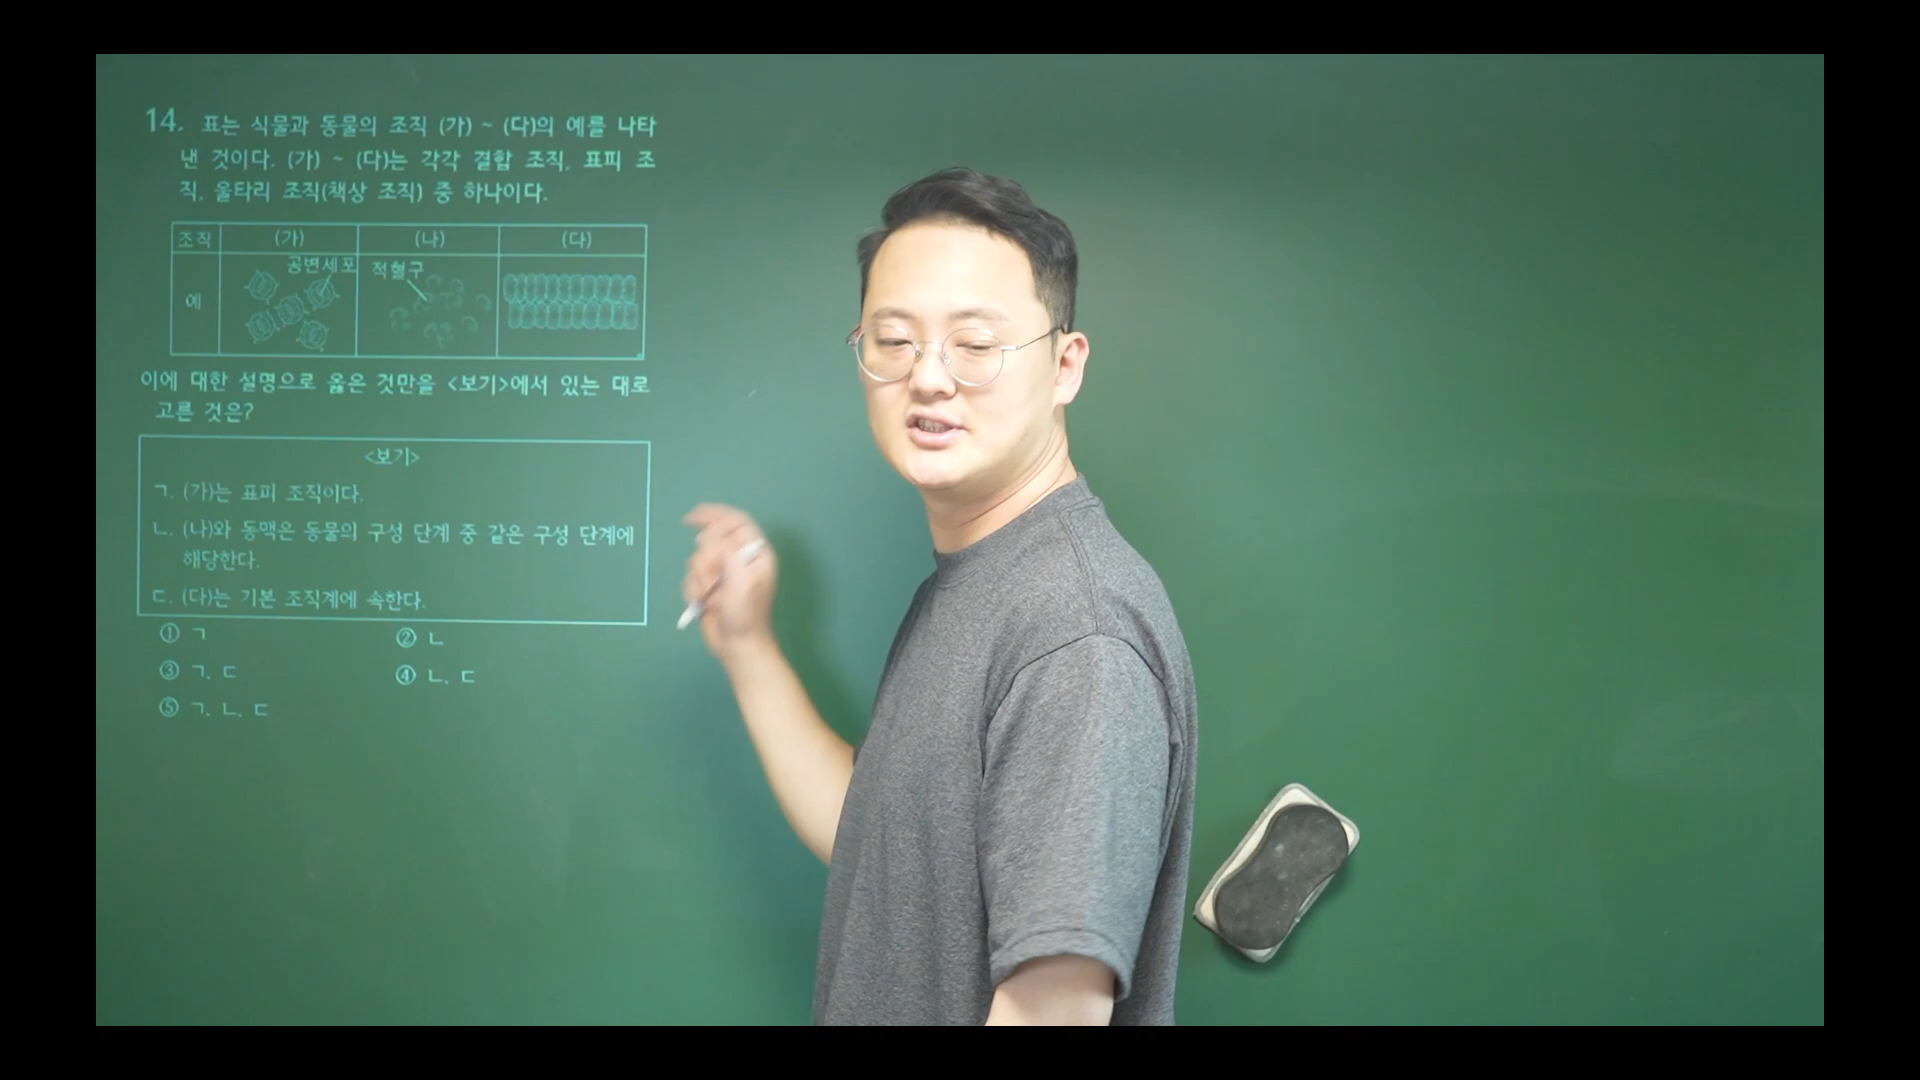 14. 표는 식물과 동물의 조직 (가) ~ (다)의 예를 나타
낸 것이다. (가) ~ (다)는 각각 결합 조직, 표피 조
직, 울타리 조직(책상 조직) 중 하나이다.
조직 (가) (나) (다)
공변세포 적혈구
예
이에 대한 설명으로 옳은 것만을 <보기>에서 있는 대로
고른 것은?
<보기>
ㄱ. (가)는 표피 조직이다.
ㄴ. (나)와 동맥은 동물의 구성 단계 중 같은 구성 단계에
해당한다.
ㄷ. (다)는 기본 조직계에 속한다.
① ㄱ ② ㄴ
③ ㄱ, ㄷ ④ ㄴ, ㄷ
⑤ ㄱ, ㄴ, ㄷ